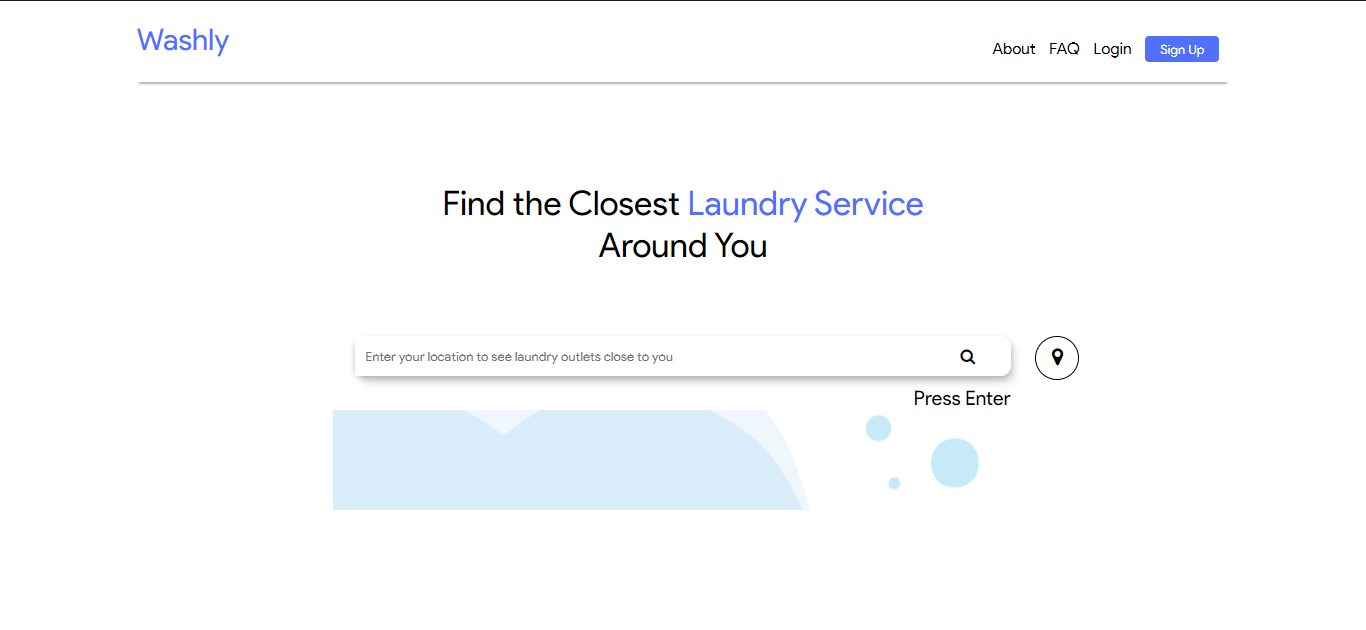 Washly
About FAQ Login Sign Up
Find the Closest Laundry Service
Around You
Enter your location to see laundry outlets close to you
Press Enter